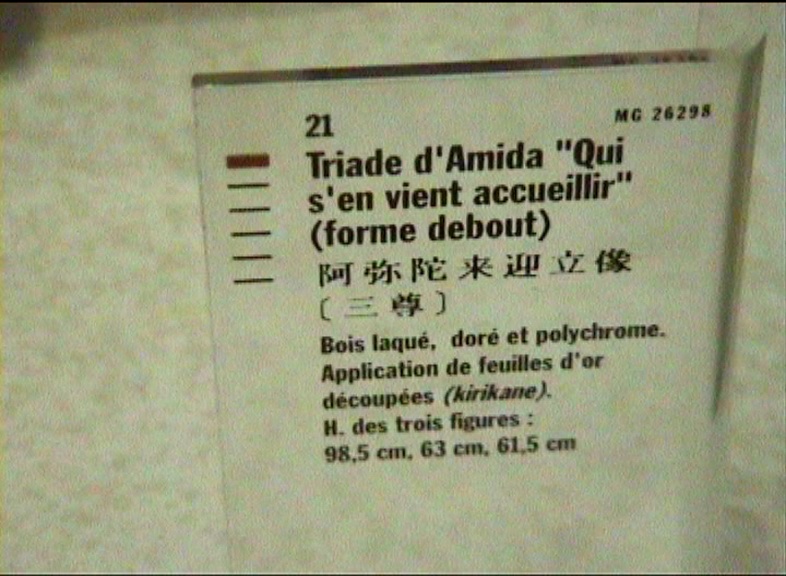 21
MG 26298
Triade d'Amida "Qui
s'en vient accueillir"
(forme debout)
阿弥陀来迎立像
〔三尊〕
Bois laqué, doré et polychrome.
Application de feuilles d'or
découpées (kirikane).
H. des trois figures :
98,5 cm, 63 cm, 61,5 cm